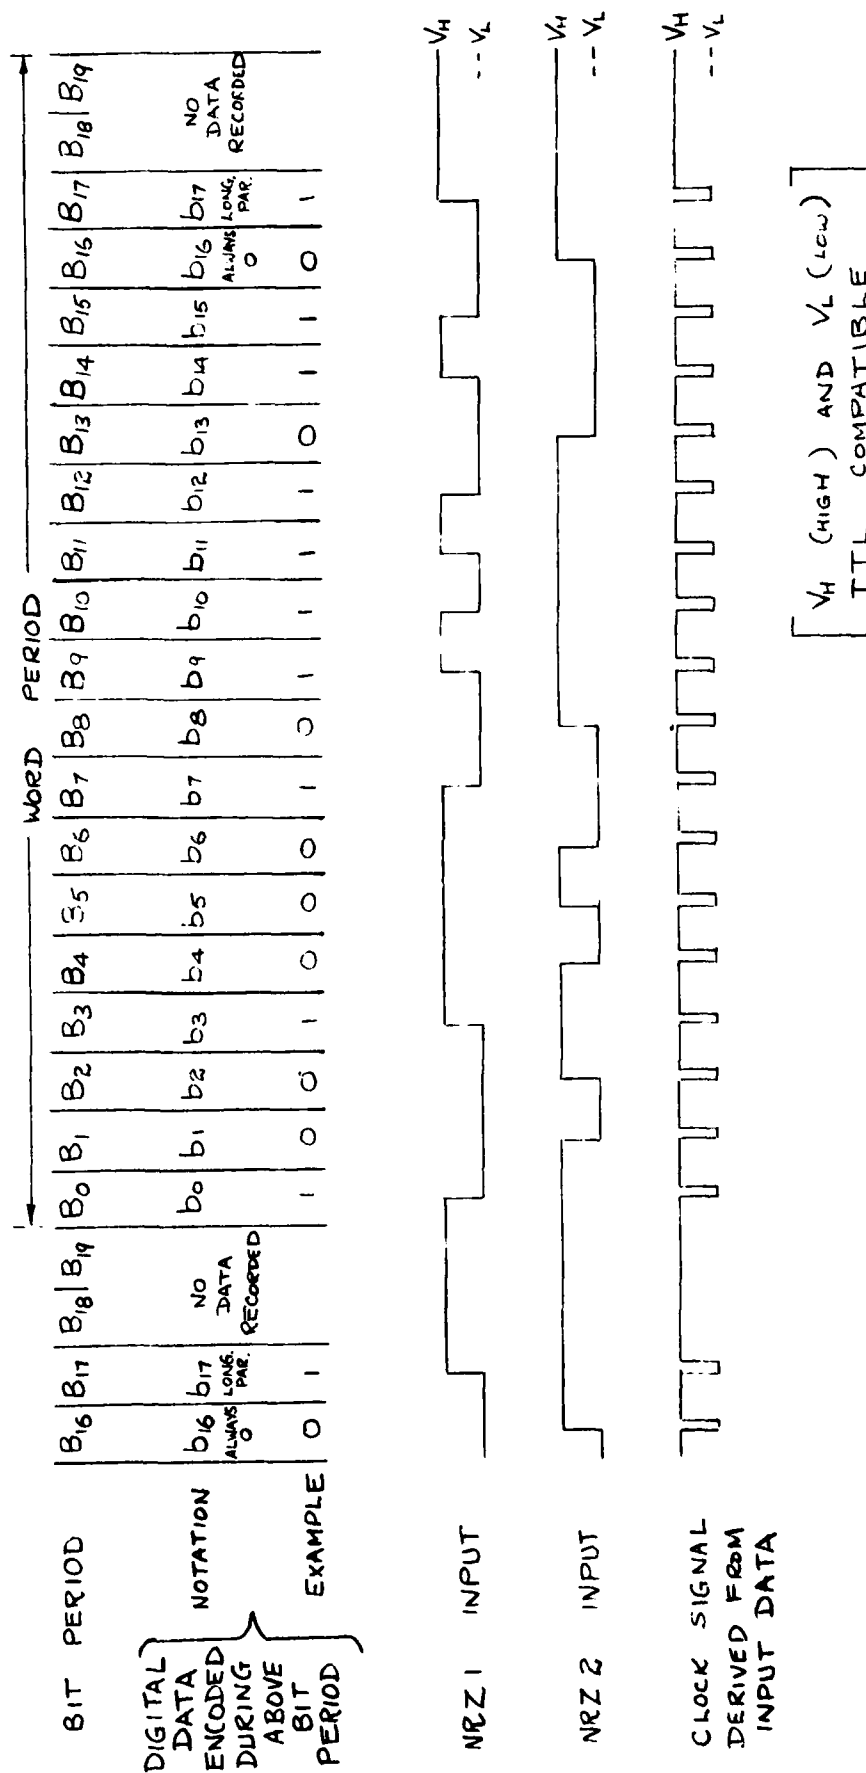 WORD PERIOD
BIT PERIOD B16 B17 B18 B19 B0 B1 B2 B3 B4 B5 B6 B7 B8 B9 B10 B11 B12 B13 B14 B15 B16 B17 B18 B19
DIGITAL DATA ENCODED DURING ABOVE BIT PERIOD
NOTATION b16 b17 NO DATA RECORDED b0 b1 b2 b3 b4 b5 b6 b7 b8 b9 b10 b11 b12 b13 b14 b15 b16 b17 NO DATA RECORDED
ALWAYS 0 LONG. PAR. ALWAYS 0 LONG. PAR.
EXAMPLE 0 1 1 0 0 1 0 0 0 1 0 1 1 1 1 0 1 1 0 1
NRZ 1 INPUT VH -- VL
NRZ 2 INPUT VH -- VL
CLOCK SIGNAL VH -- VL
DERIVED FROM
INPUT DATA
VH (HIGH) AND VL (LOW)
TTL COMPATIBLE